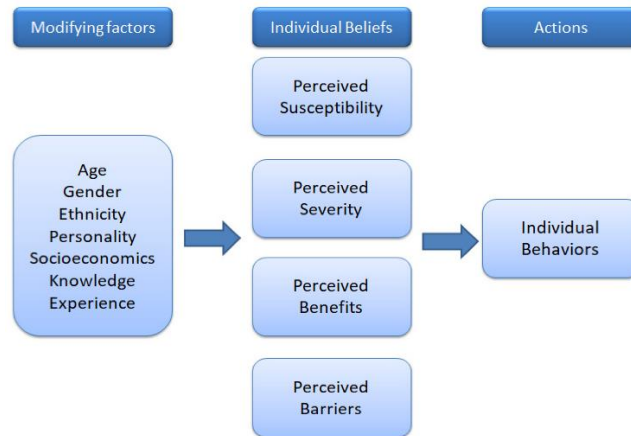 Modifying factors
Individual Beliefs
Actions
Age
Gender
Ethnicity
Personality
Socioeconomics
Knowledge
Experience
Perceived
Susceptibility
Perceived
Severity
Perceived
Benefits
Perceived
Barriers
Individual
Behaviors